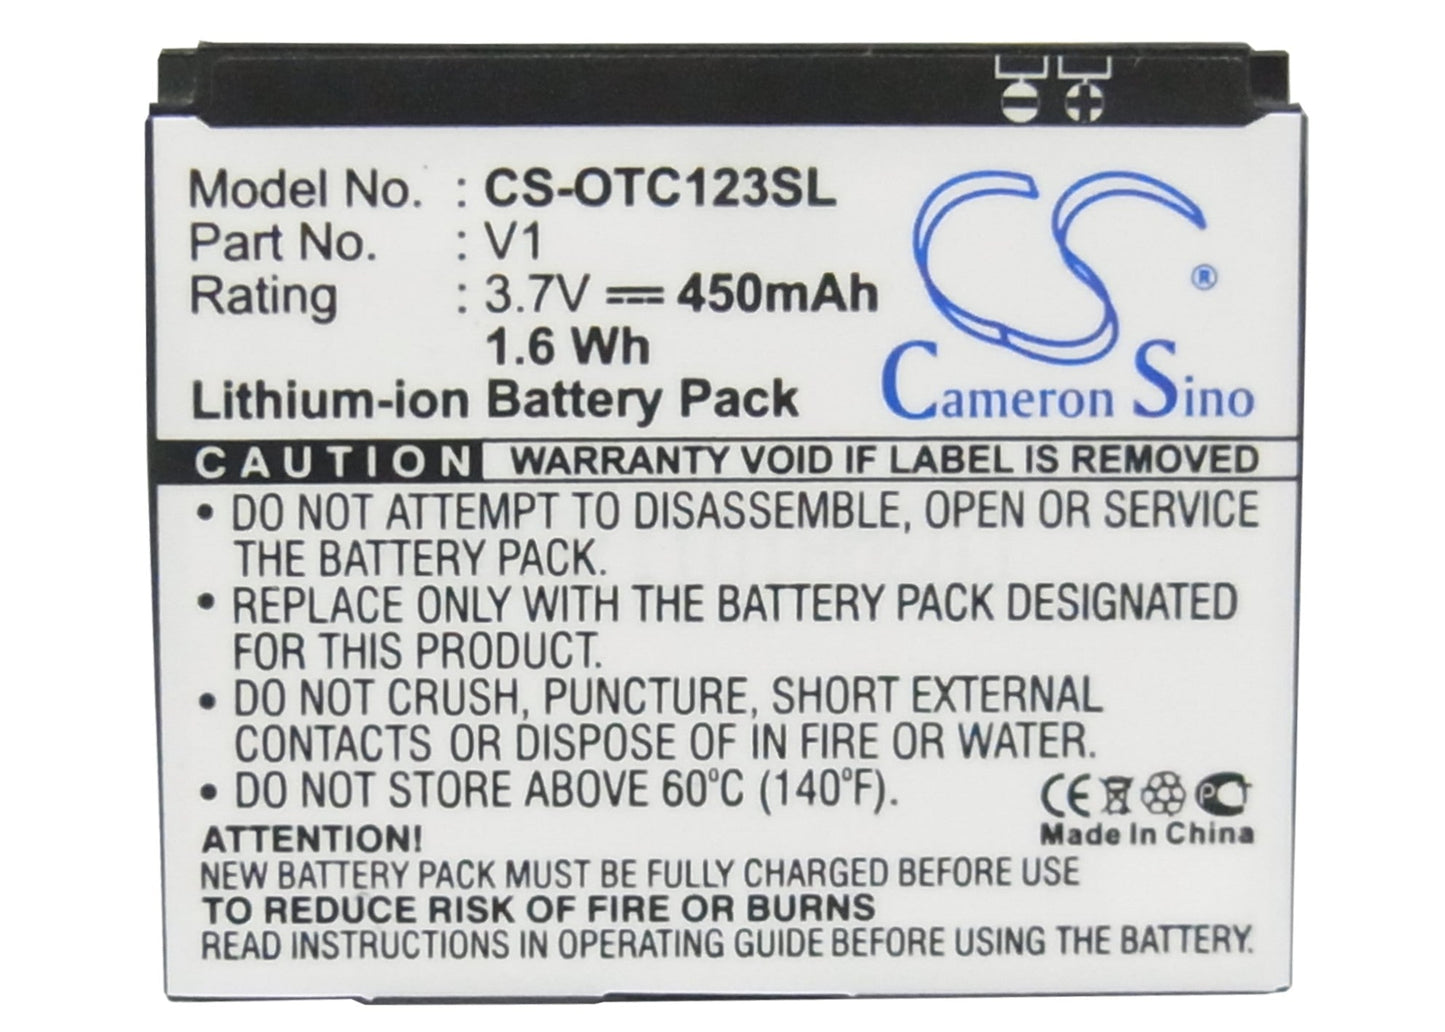 Model No. : CS-OTC123SL
Part No. : V1
Rating : 3.7V 450mAh
1.6 Wh
Lithium-ion Battery Pack
CS ®
Cameron Sino
CAUTION WARRANTY VOID IF LABEL IS REMOVED
• DO NOT ATTEMPT TO DISASSEMBLE, OPEN OR SERVICE
THE BATTERY PACK.
• REPLACE ONLY WITH THE BATTERY PACK DESIGNATED
FOR THIS PRODUCT.
• DO NOT CRUSH, PUNCTURE, SHORT EXTERNAL
CONTACTS OR DISPOSE OF IN FIRE OR WATER.
• DO NOT STORE ABOVE 60°C (140°F).
CE PC
Made In China
ATTENTION!
NEW BATTERY PACK MUST BE FULLY CHARGED BEFORE USE
TO REDUCE RISK OF FIRE OR BURNS
READ INSTRUCTIONS IN OPERATING GUIDE BEFORE USING THE BATTERY.